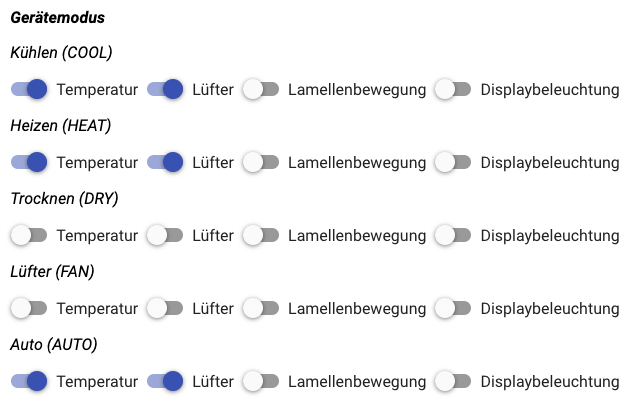 Gerätemodus
Kühlen (COOL)
Temperatur Lüfter Lamellenbewegung Displaybeleuchtung
Heizen (HEAT)
Temperatur Lüfter Lamellenbewegung Displaybeleuchtung
Trocknen (DRY)
Temperatur Lüfter Lamellenbewegung Displaybeleuchtung
Lüfter (FAN)
Temperatur Lüfter Lamellenbewegung Displaybeleuchtung
Auto (AUTO)
Temperatur Lüfter Lamellenbewegung Displaybeleuchtung